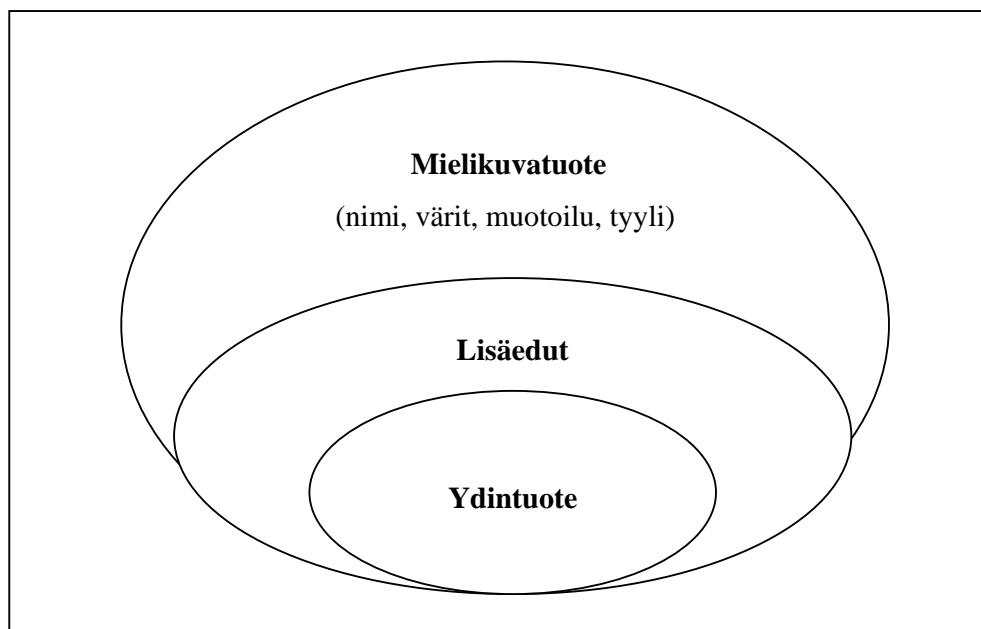 Mielikuvatuote
(nimi, värit, muotoilu, tyyli)
Lisäedut
Ydintuote